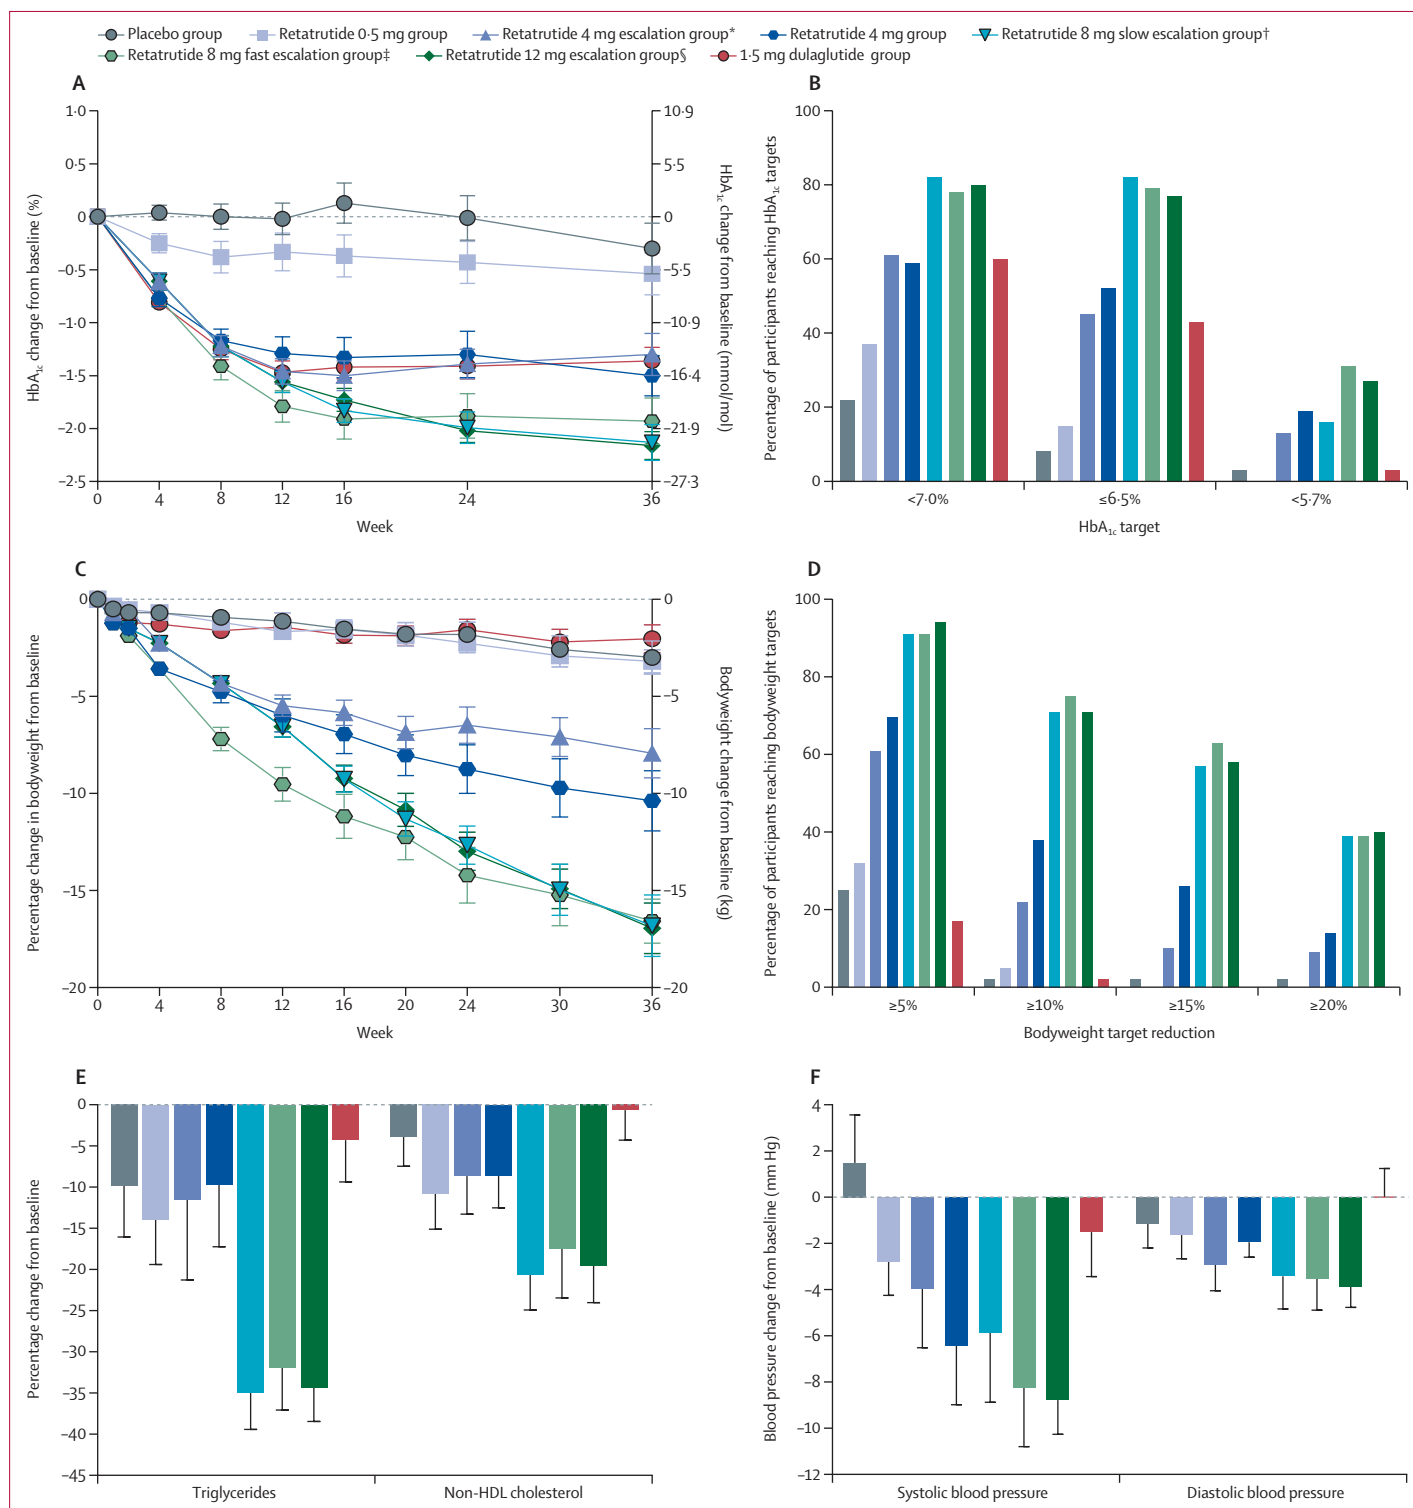 Placebo group Retatrutide 0·5 mg group Retatrutide 4 mg escalation group* Retatrutide 4 mg group Retatrutide 8 mg slow escalation group†
Retatrutide 8 mg fast escalation group‡ Retatrutide 12 mg escalation group§ 1·5 mg dulaglutide group
A
HbA1c change from baseline (%)
1·0
0·5
0
–0·5
–1·0
–1·5
–2·0
–2·5
10·9
5·5
0
–5·5
–10·9
–16·4
–21·9
–27·3
HbA1c change from baseline (mmol/mol)
0 4 8 12 16 24 36
Week
B
Percentage of participants reaching HbA1c targets
100
80
60
40
20
0
<7·0% ≤6·5% <5·7%
HbA1c target
C
Percentage change in bodyweight from baseline
0
–5
–10
–15
–20
0
–5
–10
–15
–20
Bodyweight change from baseline (kg)
0 4 8 12 16 20 24 30 36
Week
D
Percentage of participants reaching bodyweight targets
100
80
60
40
20
0
≥5% ≥10% ≥15% ≥20%
Bodyweight target reduction
E
Percentage change from baseline
0
–5
–10
–15
–20
–25
–30
–35
–40
–45
Triglycerides Non-HDL cholesterol
F
Blood pressure change from baseline (mm Hg)
4
2
0
–2
–4
–6
–8
–10
–12
Systolic blood pressure Diastolic blood pressure